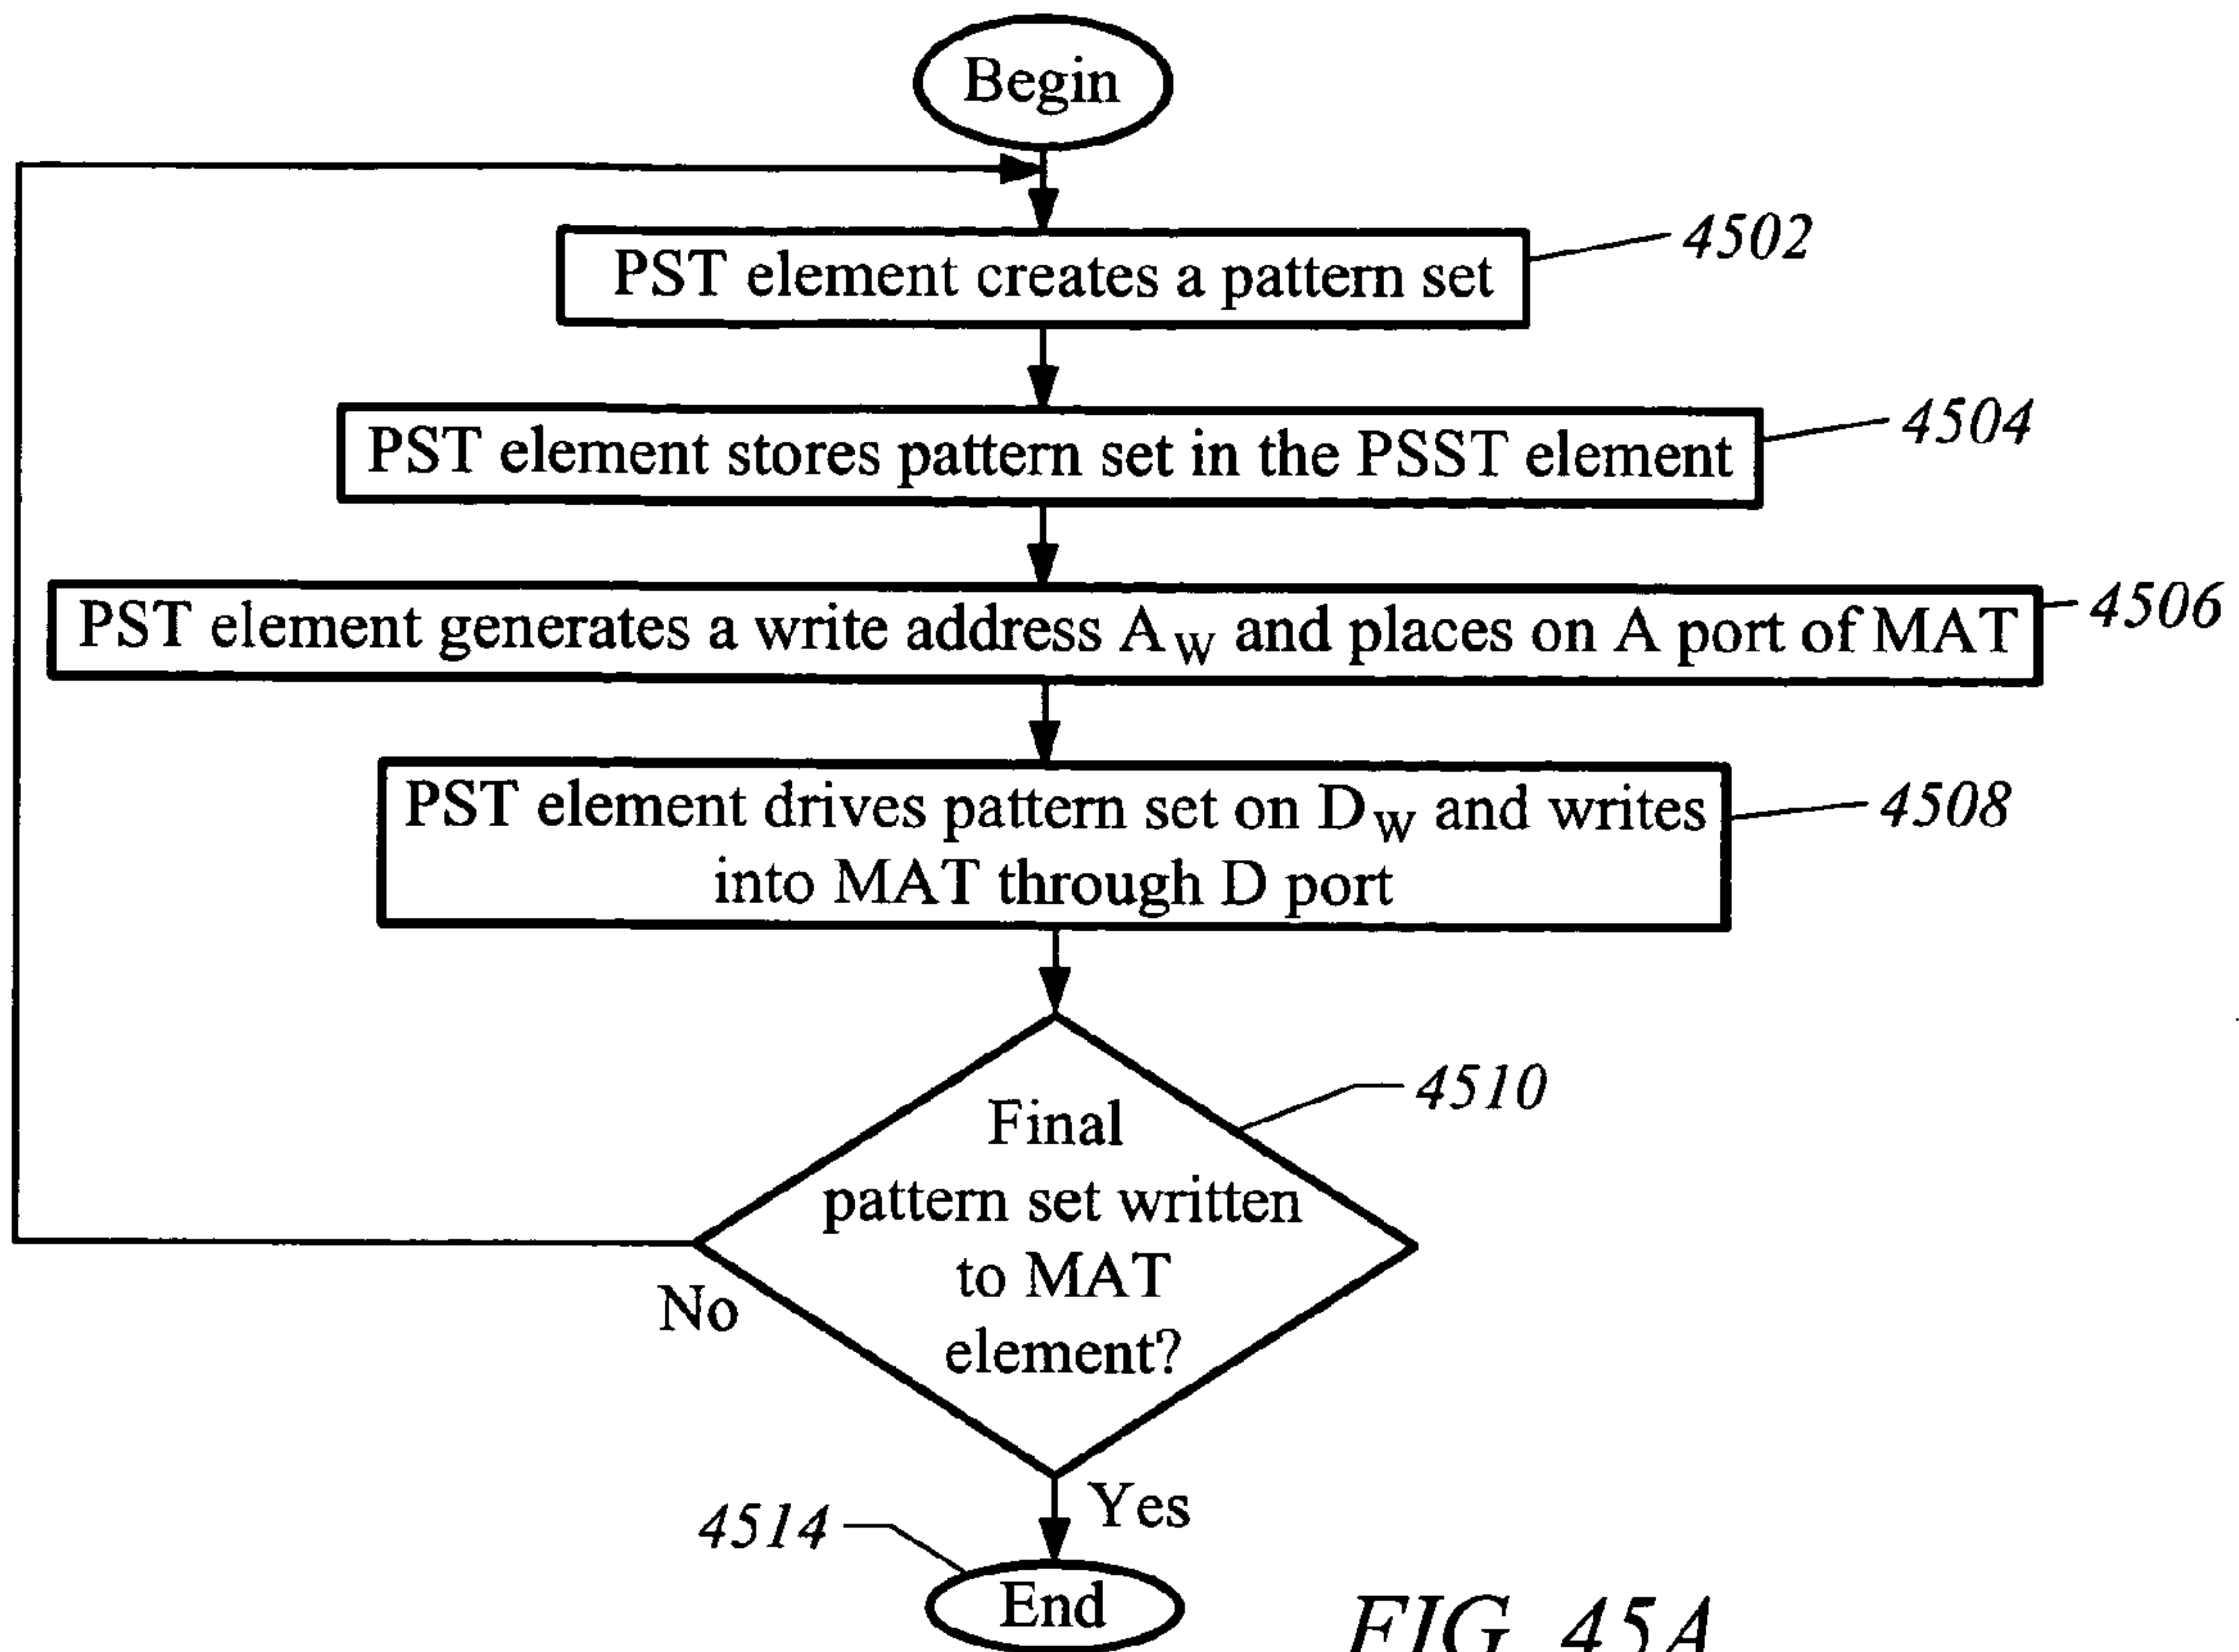 Begin
PST element creates a pattern set
4502
PST element stores pattern set in the PSST element
4504
PST element generates a write address AW and places on A port of MAT
4506
PST element drives pattern set on DW and writes
into MAT through D port
4508
Final
pattern set written
to MAT
element?
4510
No
Yes
4514
End
FIG. 45A